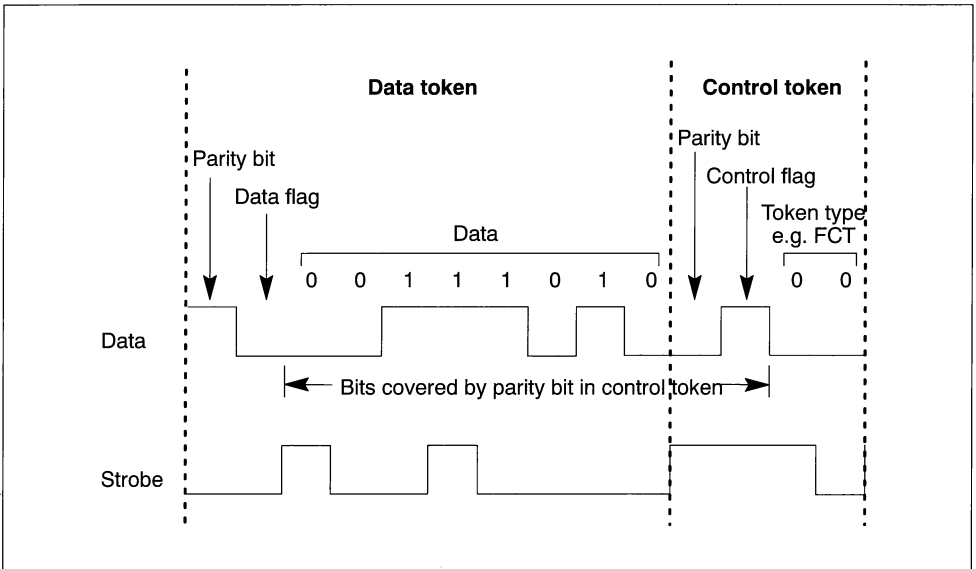 Data token
Control token
Parity bit
Parity bit
Data flag
Control flag
Token type
e.g. FCT
Data
0 0 1 1 1 0 1 0
0 0
Data
Bits covered by parity bit in control token
Strobe